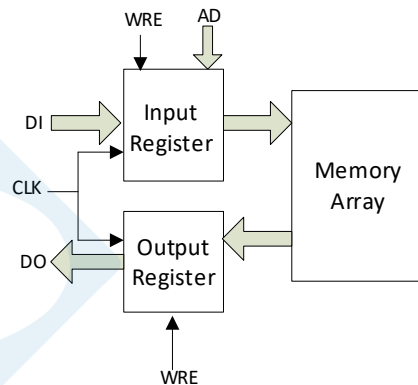 WRE
AD
DI
Input
Register
CLK
Memory
Array
DO
Output
Register
WRE